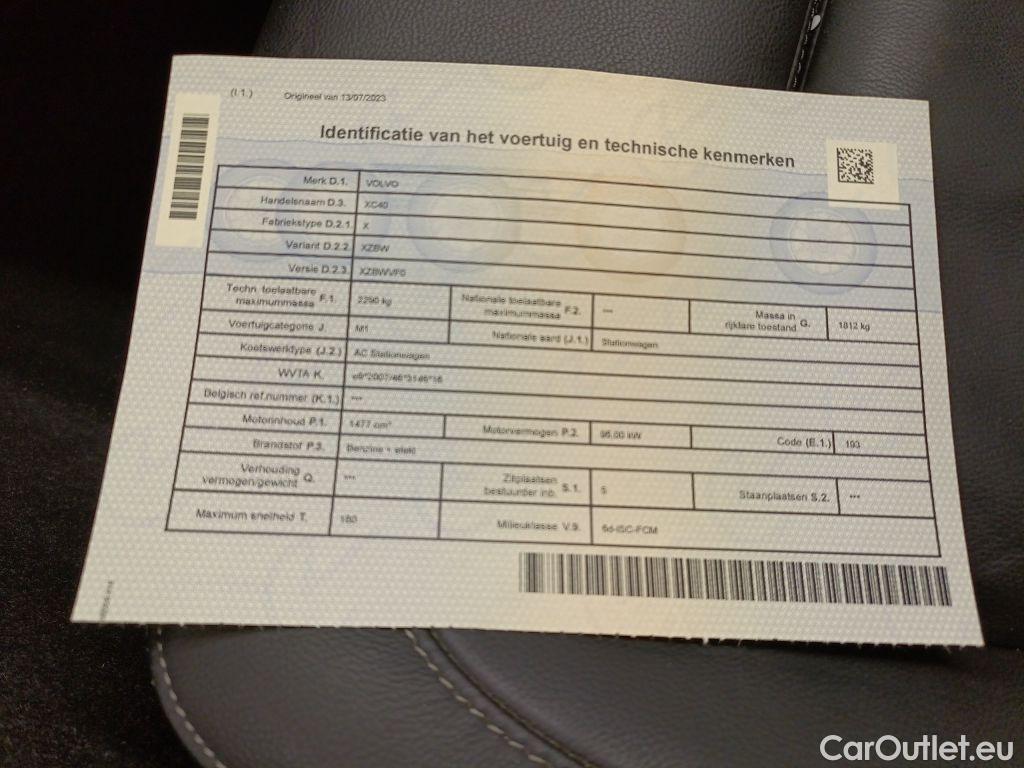 (I.1.) Origineel van 13/07/2023
Identificatie van het voertuig en technische kenmerken
Merk D.1. VOLVO
Handelsnaam D.3. XC40
Fabriekstype D.2.1. X
Variant D.2.2. XZBW
Versie D.2.3. XZBWVF0
Techn. toelaatbare maximummassa F.1. 2290 kg Nationale toelaatbare maximummassa F.2. --- Massa in rijklare toestand G. 1812 kg
Voertuigcategorie J. M1 Nationale aard (J.1.) Stationwagen
Koetswerktype (J.2.) AC Stationwagen
WVTA K.
Belgisch ref.nummer (K.1.) ---
Motorinhoud P.1. 1477 cm³ Motorvermogen P.2. kW Code (E.1.) 193
Brandstof P.3. Benzine + elekt
Verhouding vermogen/gewicht Q. --- Zitplaatsen bestuurder inb. S.1. 5 Staanplaatsen S.2. ---
Maximum snelheid T. 180 Milieuklasse V.9. 6d-ISC-FCM
CarOutlet.eu